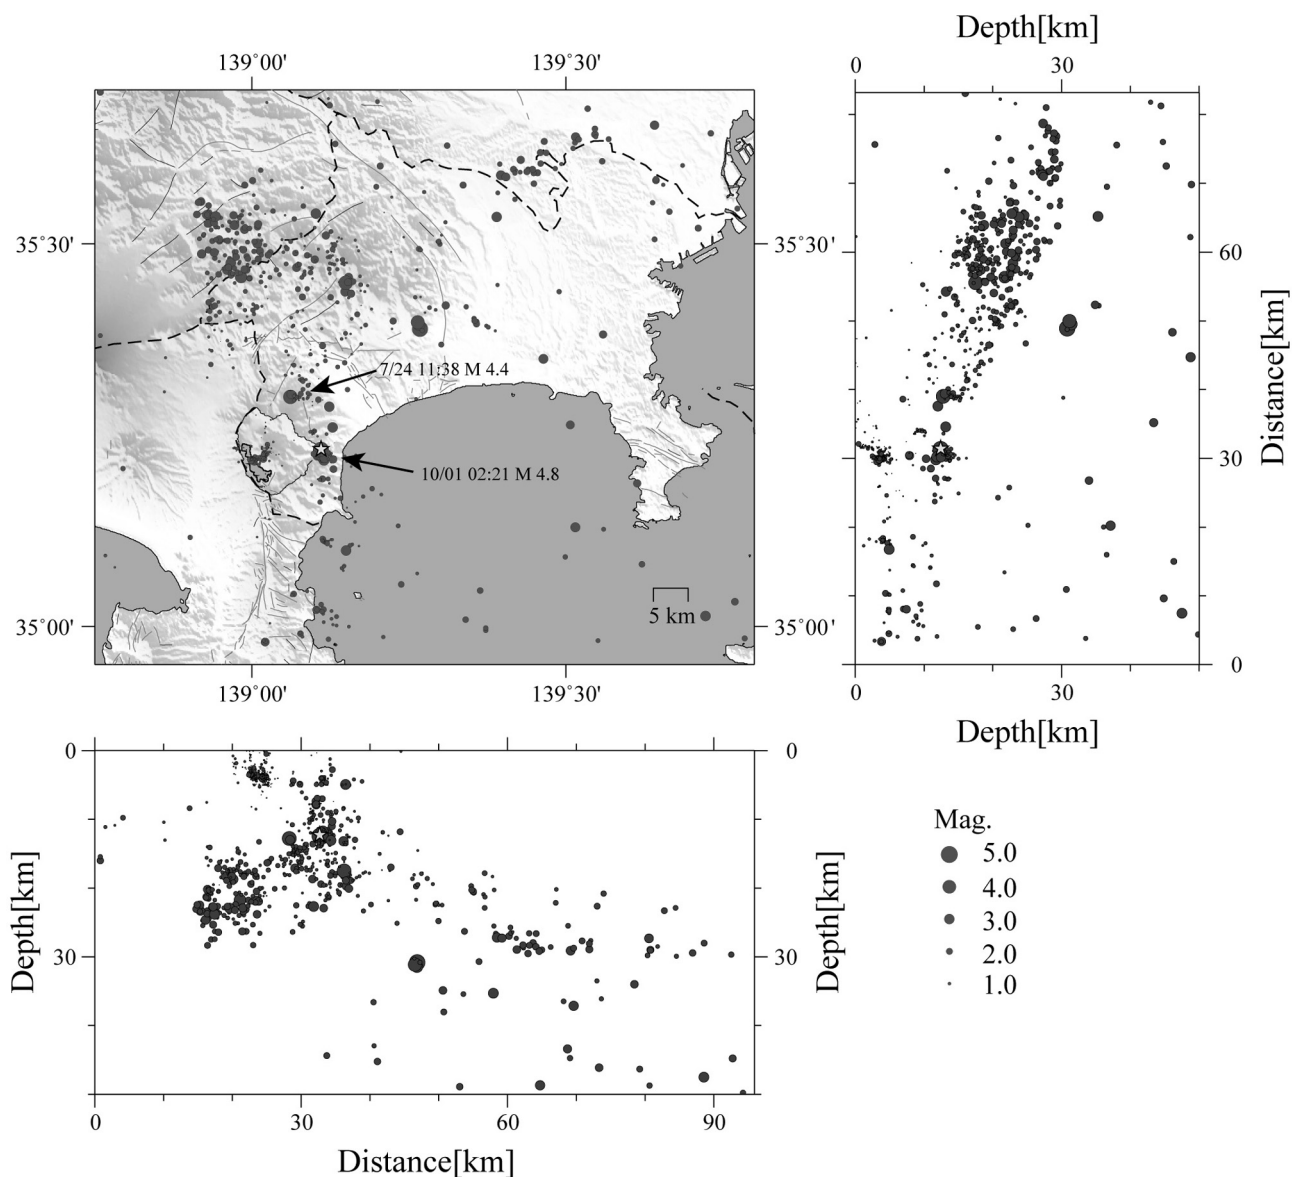 Depth[km]
0 30
139°00' 139°30'
35°30' 35°30'
60
7/24 11:38 M 4.4
10/01 02:21 M 4.8
30
Distance[km]
5 km
35°00' 35°00'
0
139°00' 139°30'
0 30
Depth[km]
0 0
Depth[km]
30 30
Depth[km]
0 30 60 90
Distance[km]
Mag.
5.0
4.0
3.0
2.0
1.0